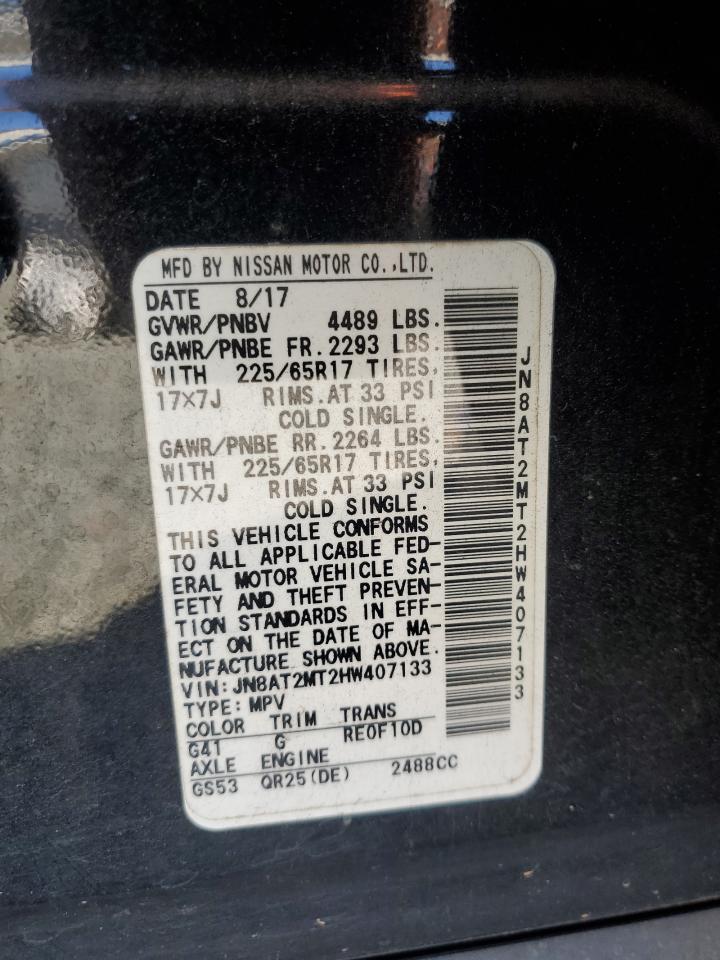 MFD BY NISSAN MOTOR CO.,LTD.
DATE 8/17
GVWR/PNBV 4489 LBS.
GAWR/PNBE FR. 2293 LBS.
WITH 225/65R17 TIRES,
17×7J RIMS. AT 33 PSI
COLD SINGLE.
GAWR/PNBE RR. 2264 LBS.
WITH 225/65R17 TIRES,
17×7J RIMS. AT 33 PSI
COLD SINGLE.
THIS VEHICLE CONFORMS
TO ALL APPLICABLE FED-
ERAL MOTOR VEHICLE SA-
FETY AND THEFT PREVEN-
TION STANDARDS IN EFF-
ECT ON THE DATE OF MA-
NUFACTURE SHOWN ABOVE.
VIN:JN8AT2MT2HW407133
TYPE:MPV
COLOR TRIM TRANS
G41 G RE0F10D
AXLE ENGINE
GS53 QR25(DE) 2488CC
JN8AT2MT2HW407133